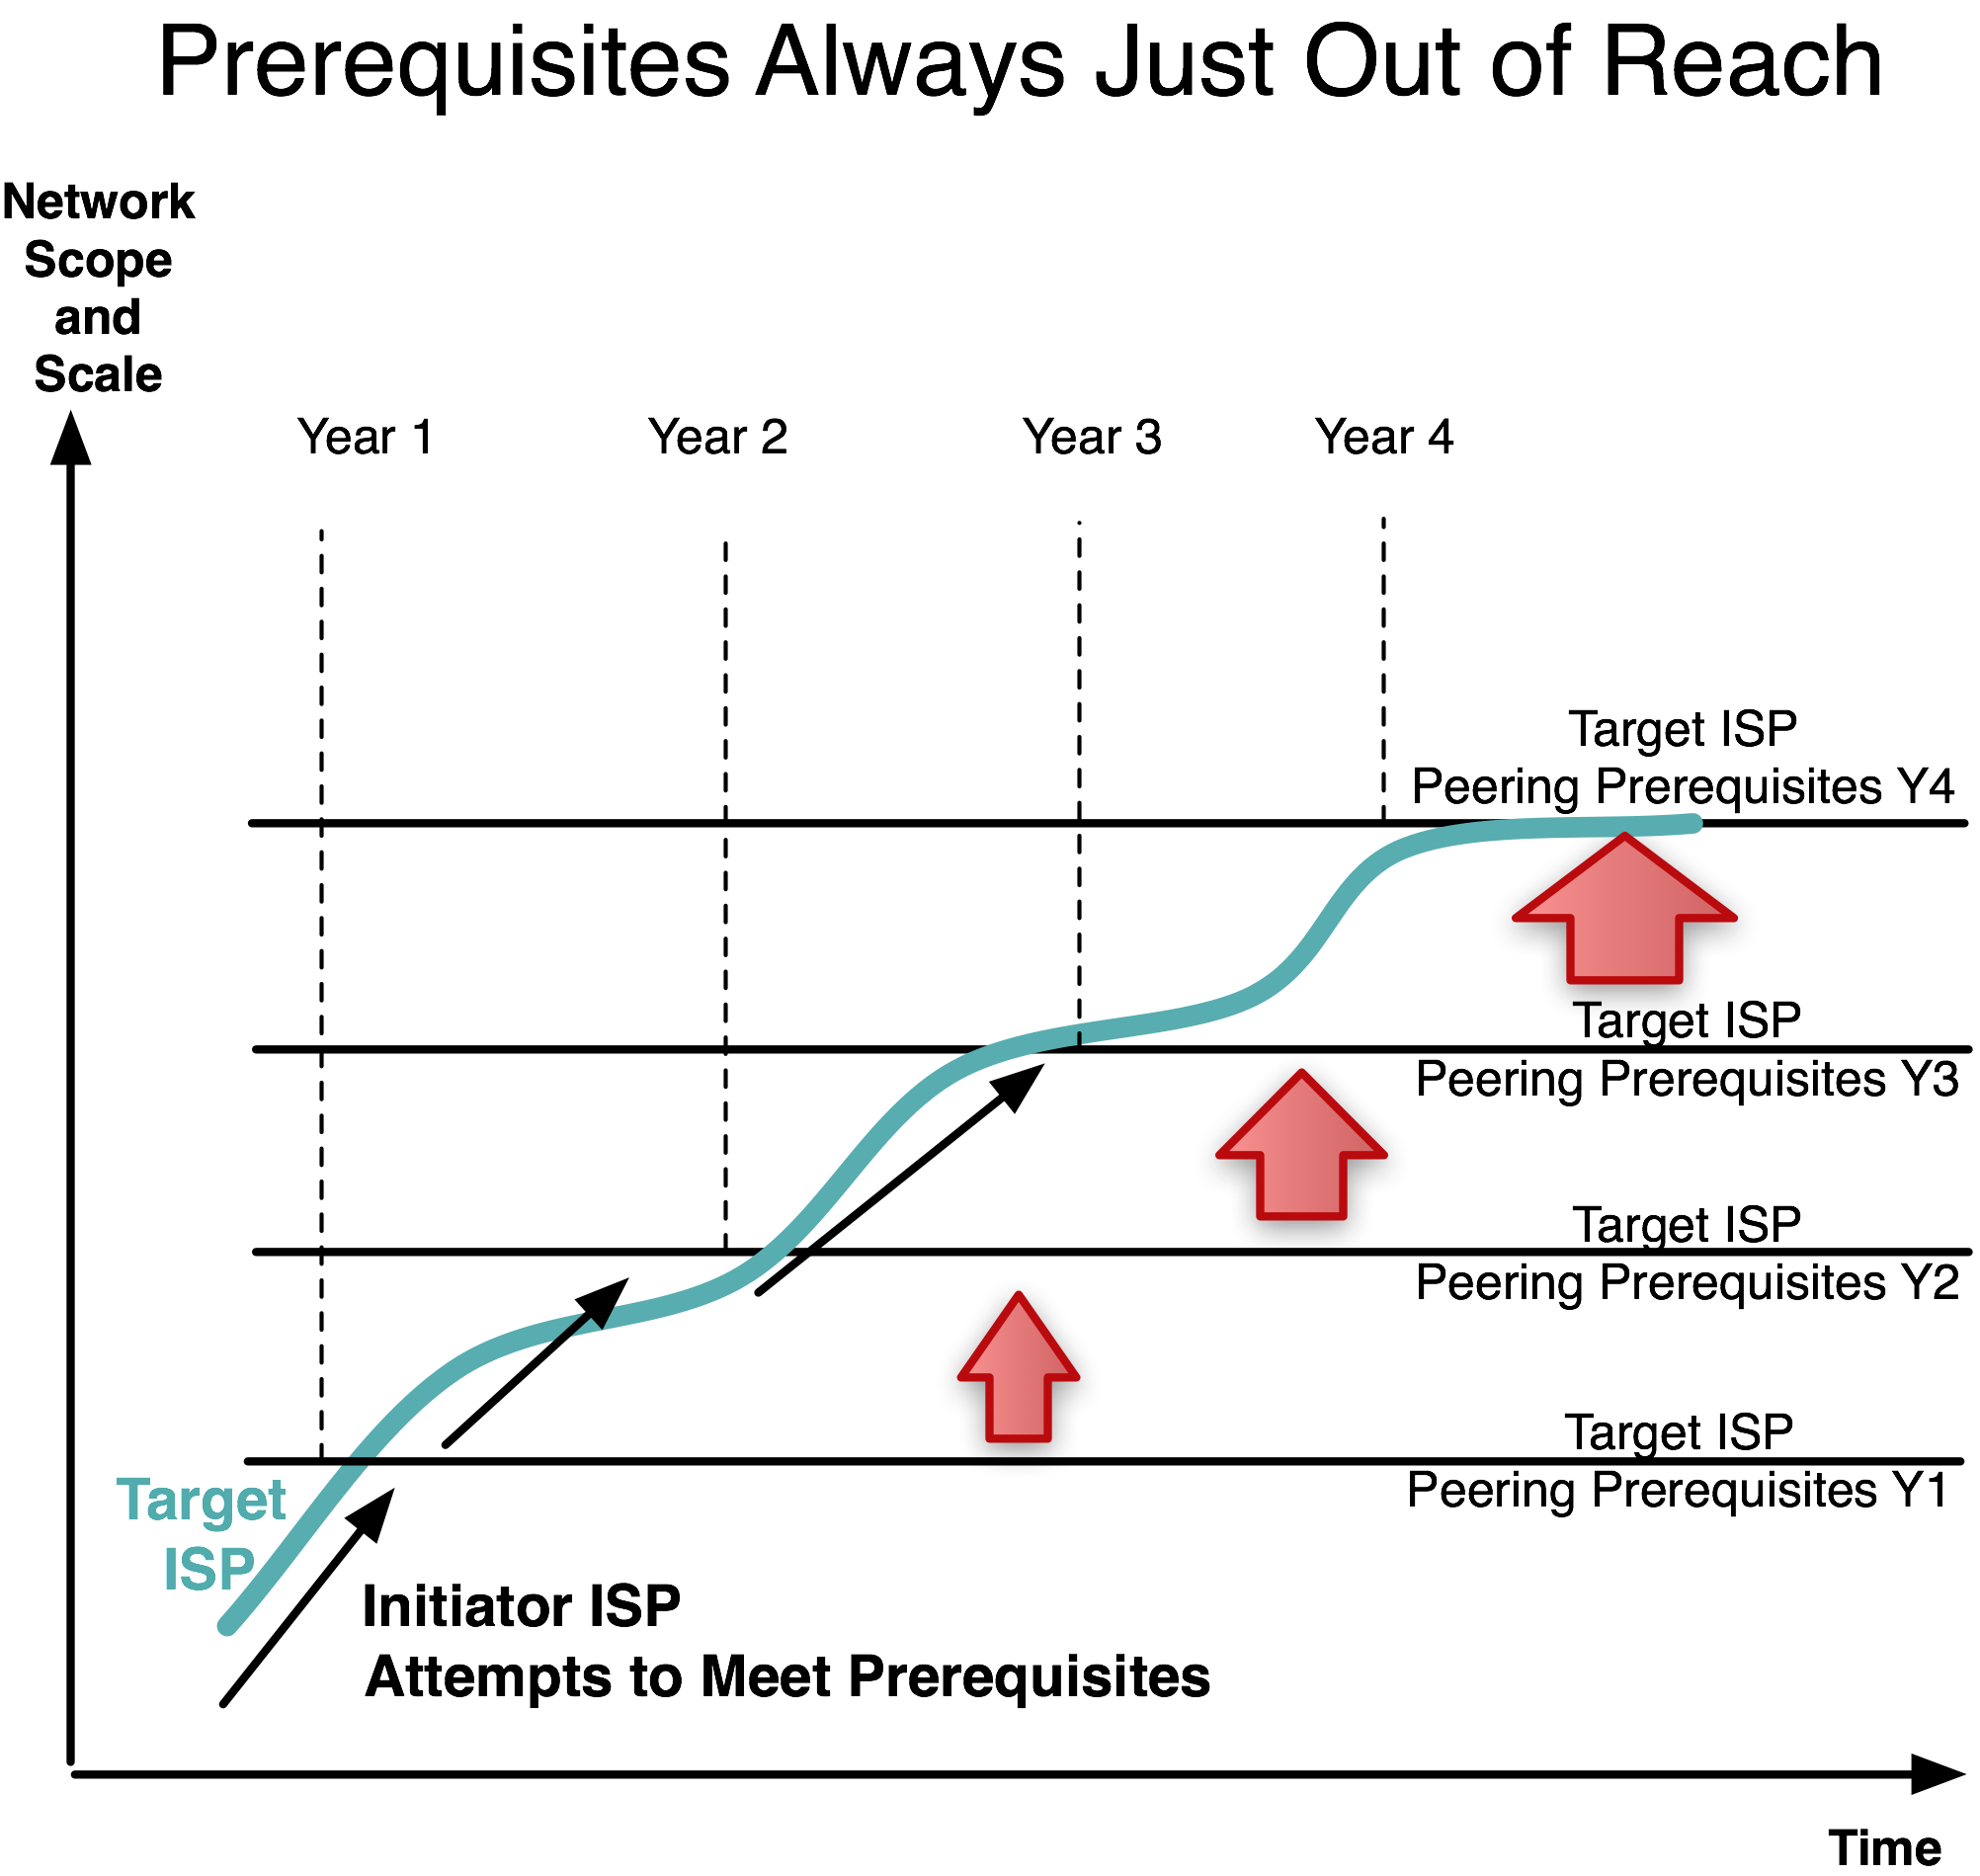 Prerequisites Always Just Out of Reach
Network
Scope
and
Scale
Year 1
Year 2
Year 3
Year 4
Target ISP
Peering Prerequisites Y4
Target ISP
Peering Prerequisites Y3
Target ISP
Peering Prerequisites Y2
Target ISP
Peering Prerequisites Y1
Target
ISP
Initiator ISP
Attempts to Meet Prerequisites
Time